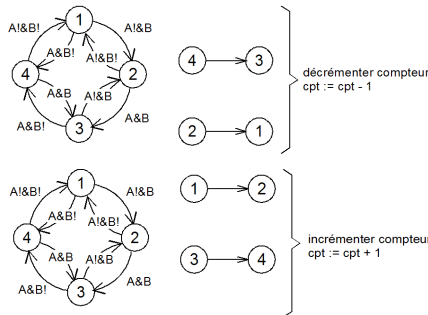 1
A!&B!
A!&B
A&B!
A!&B!
4
2
A&B
A!&B
A&B!
A&B
3
4
3
2
1
décrémenter compteur
cpt := cpt - 1
1
A!&B!
A!&B
A&B!
A!&B!
4
2
A&B
A!&B
A&B!
A&B
3
1
2
3
4
incrémenter compteur
cpt := cpt + 1